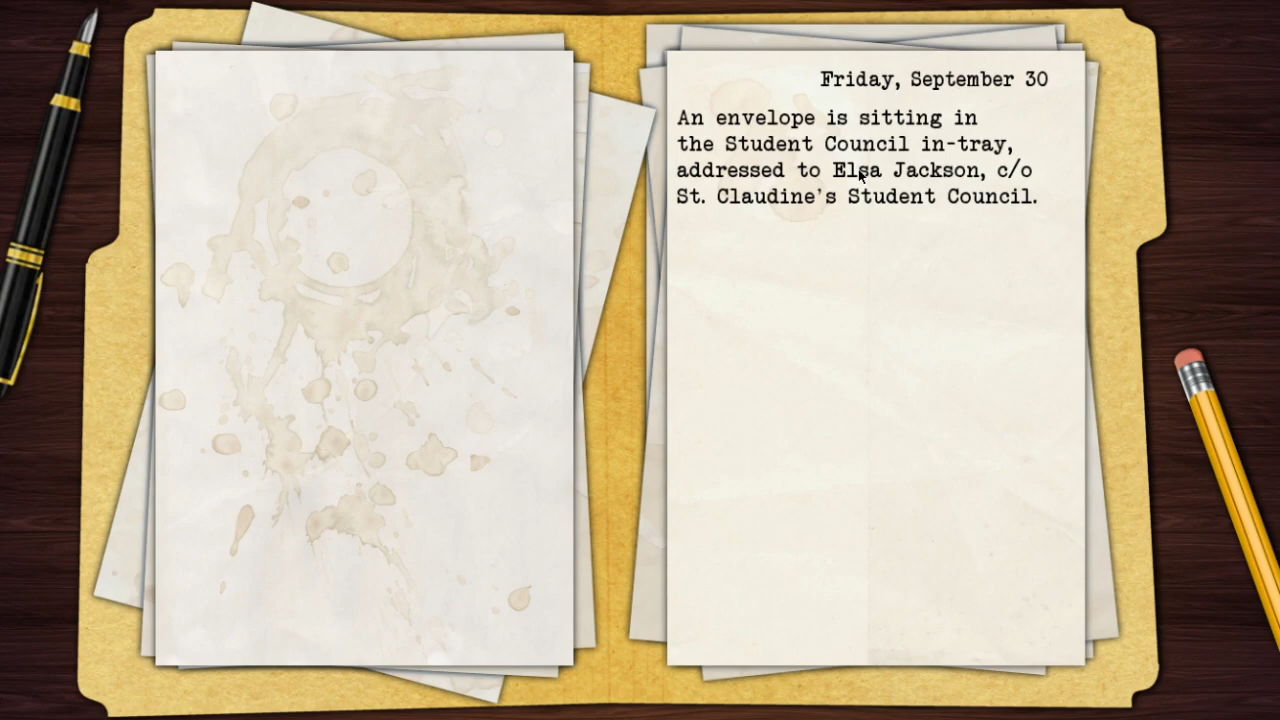 Friday, September 30
An envelope is sitting in
the Student Council in-tray,
addressed to Elsa Jackson, c/o
St. Claudine's Student Council.